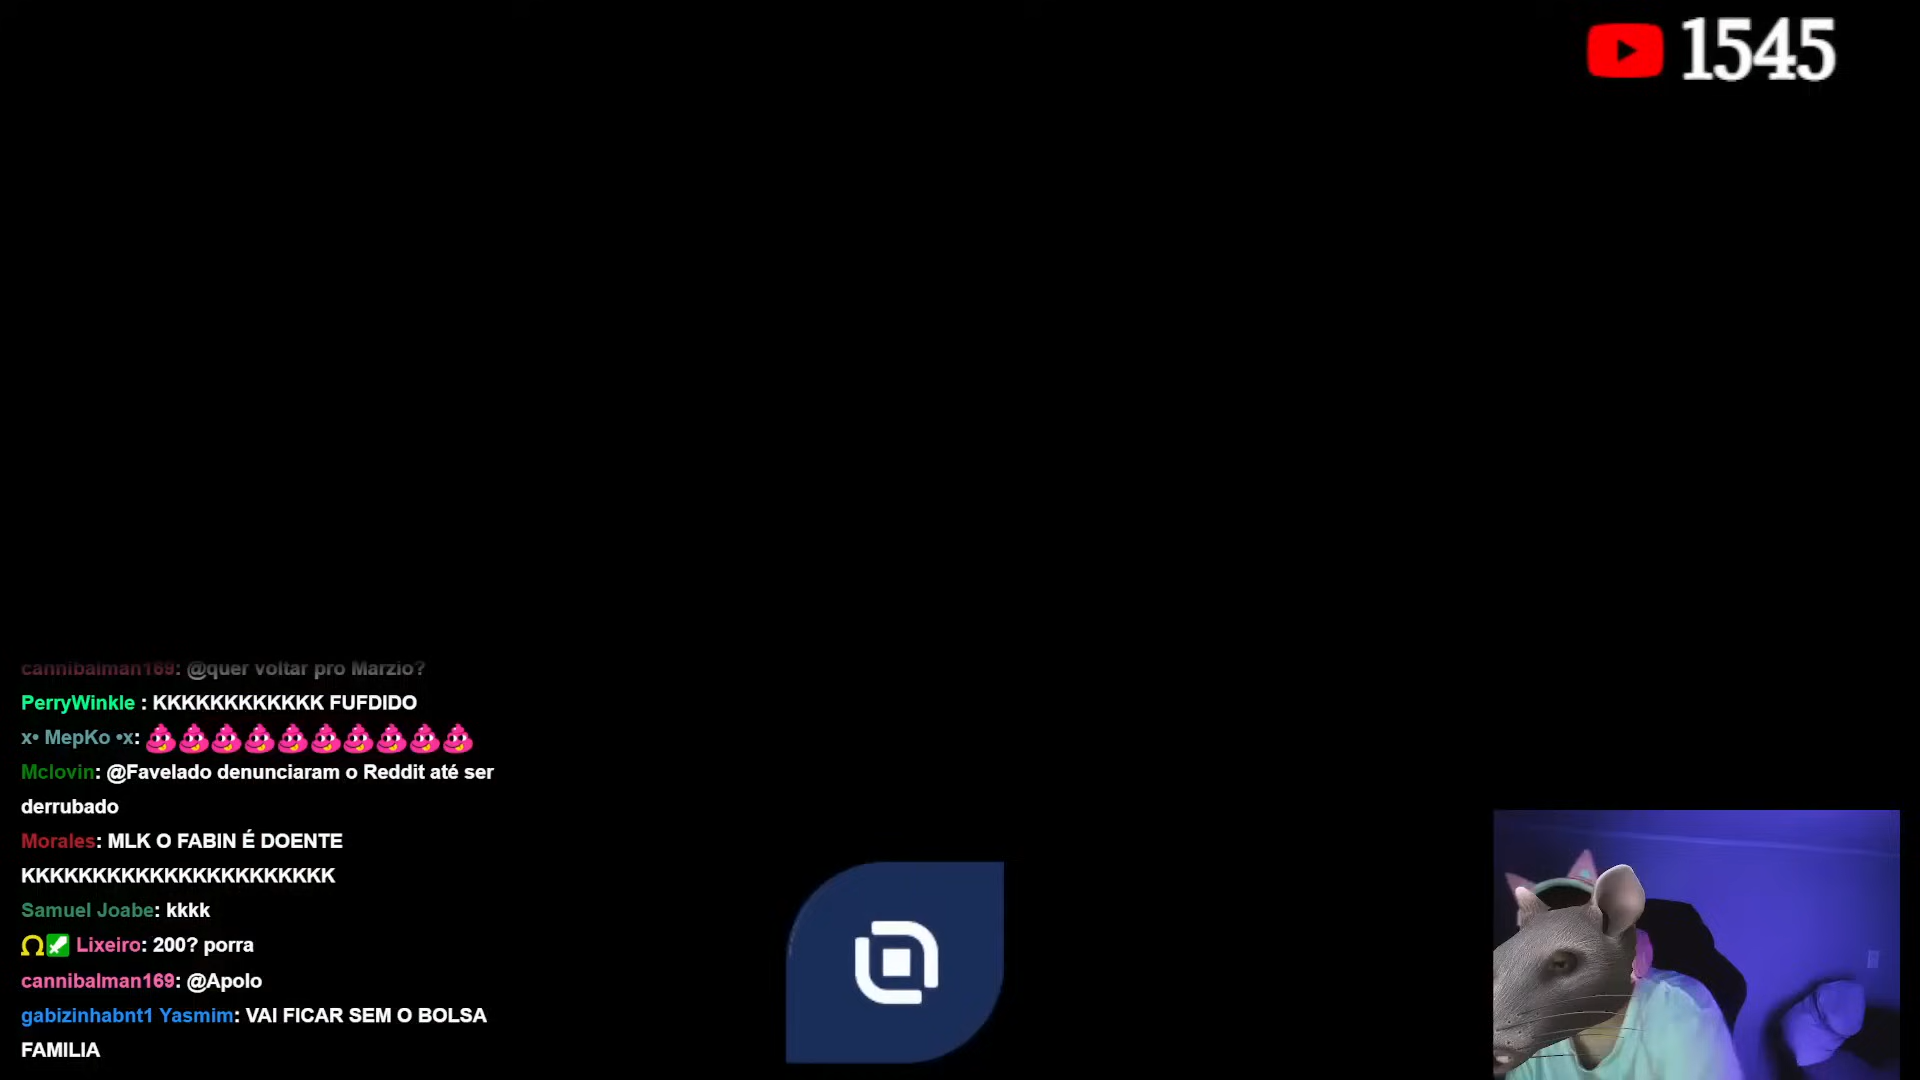 1545
cannibalman169: @quer voltar pro Marzio?
PerryWinkle : KKKKKKKKKKKK FUFDIDO
x• MepKo •x:
Mclovin: @Favelado denunciaram o Reddit até ser
derrubado
Morales: MLK O FABIN É DOENTE
KKKKKKKKKKKKKKKKKKKKKK
Samuel Joabe: kkkk
Lixeiro: 200? porra
cannibalman169: @Apolo
gabizinhabnt1 Yasmim: VAI FICAR SEM O BOLSA
FAMILIA